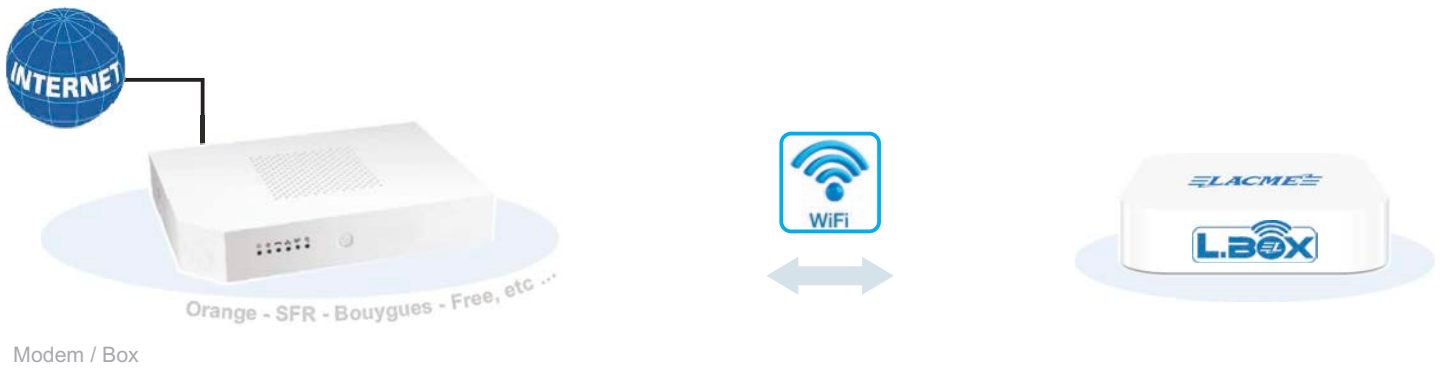 INTERNET
WiFi
LACME
L.BOX
Orange - SFR - Bouygues - Free, etc ...
Modem / Box